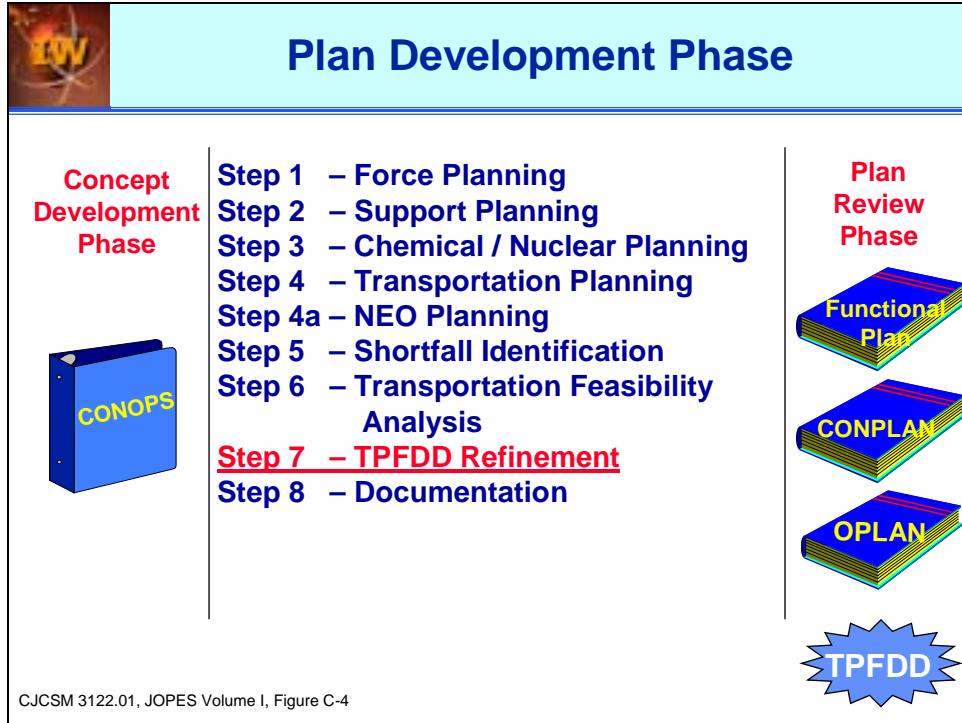 IW
Plan Development Phase
Concept
Development
Phase
CONOPS
Step 1 – Force Planning
Step 2 – Support Planning
Step 3 – Chemical / Nuclear Planning
Step 4 – Transportation Planning
Step 4a – NEO Planning
Step 5 – Shortfall Identification
Step 6 – Transportation Feasibility
Analysis
Step 7 – TPFDD Refinement
Step 8 – Documentation
Plan
Review
Phase
Functional
Plan
CONPLAN
OPLAN
TPFDD
CJCSM 3122.01, JOPES Volume I, Figure C-4